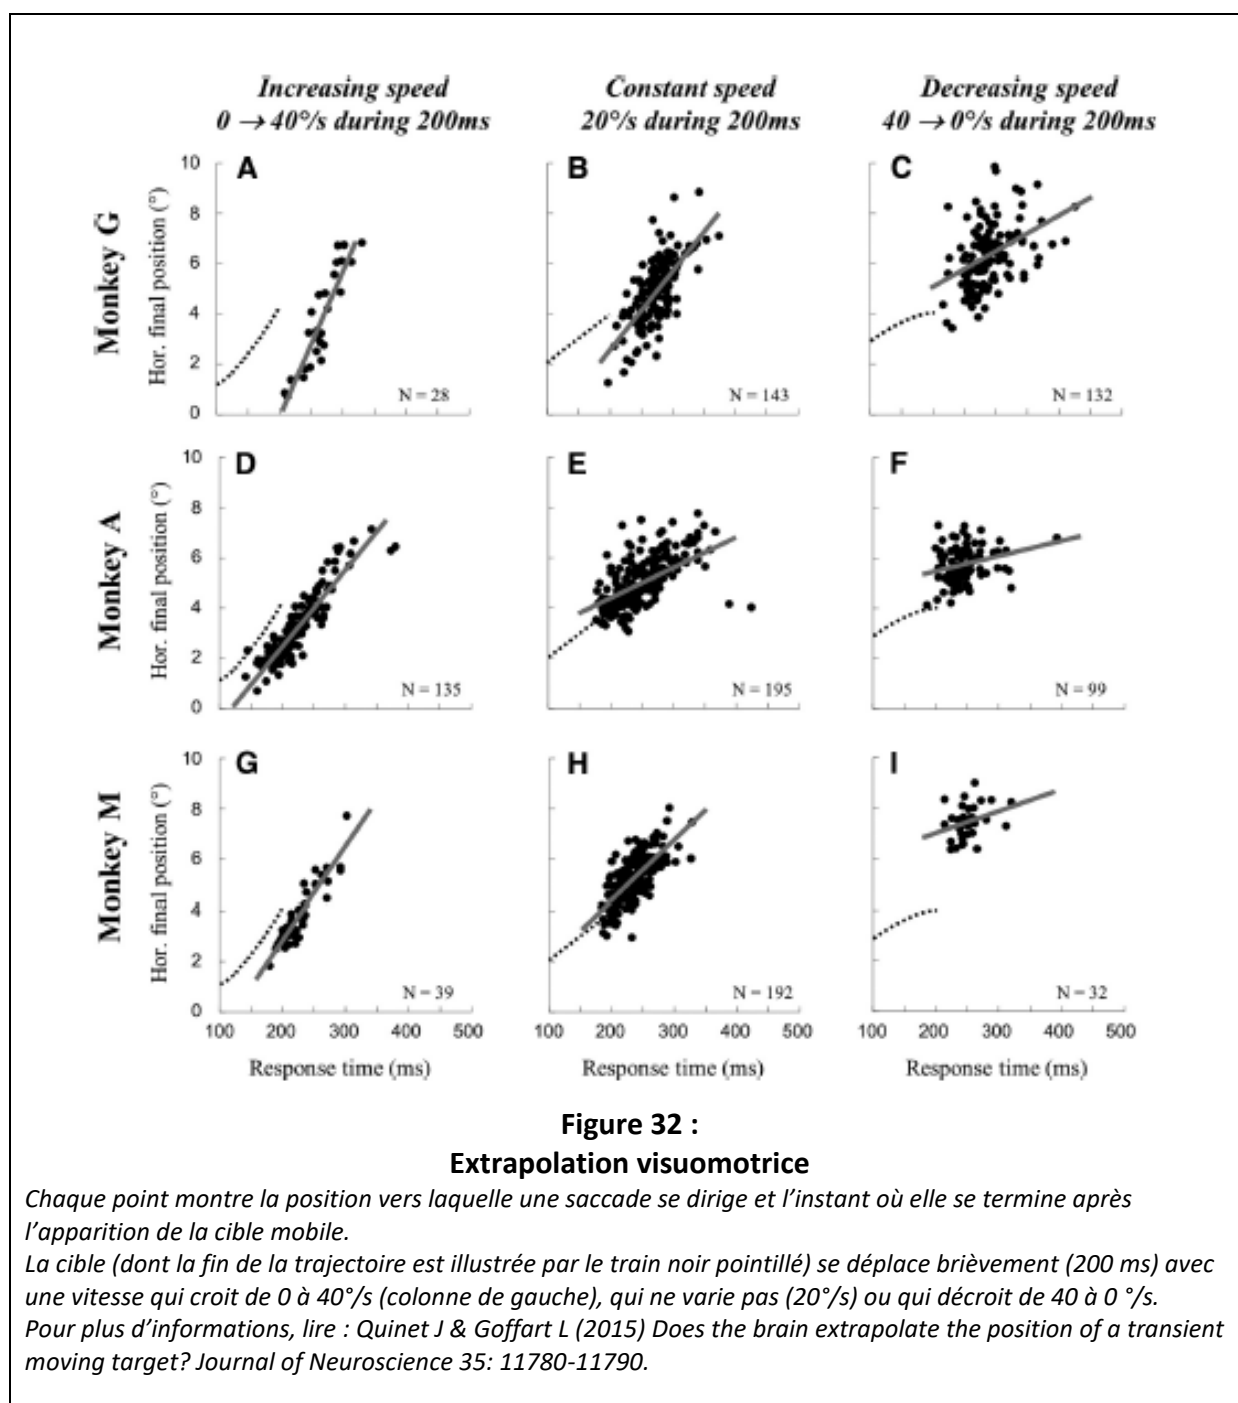 Increasing speed
0 → 40°/s during 200ms
Constant speed
20°/s during 200ms
Decreasing speed
40 → 0°/s during 200ms
Monkey G
Hor. final position (°)
10
8
6
4
2
0
A
N = 28
B
N = 143
C
N = 132
Monkey A
Hor. final position (°)
10
8
6
4
2
0
D
N = 135
E
N = 195
F
N = 99
Monkey M
Hor. final position (°)
10
8
6
4
2
0
G
N = 39
H
N = 192
I
N = 32
100 200 300 400 500
100 200 300 400 500
100 200 300 400 500
Response time (ms)
Response time (ms)
Response time (ms)
Figure 32 :
Extrapolation visuomotrice
Chaque point montre la position vers laquelle une saccade se dirige et l’instant où elle se termine après
l’apparition de la cible mobile.
La cible (dont la fin de la trajectoire est illustrée par le train noir pointillé) se déplace brièvement (200 ms) avec
une vitesse qui croit de 0 à 40°/s (colonne de gauche), qui ne varie pas (20°/s) ou qui décroit de 40 à 0 °/s.
Pour plus d’informations, lire : Quinet J & Goffart L (2015) Does the brain extrapolate the position of a transient
moving target? Journal of Neuroscience 35: 11780-11790.